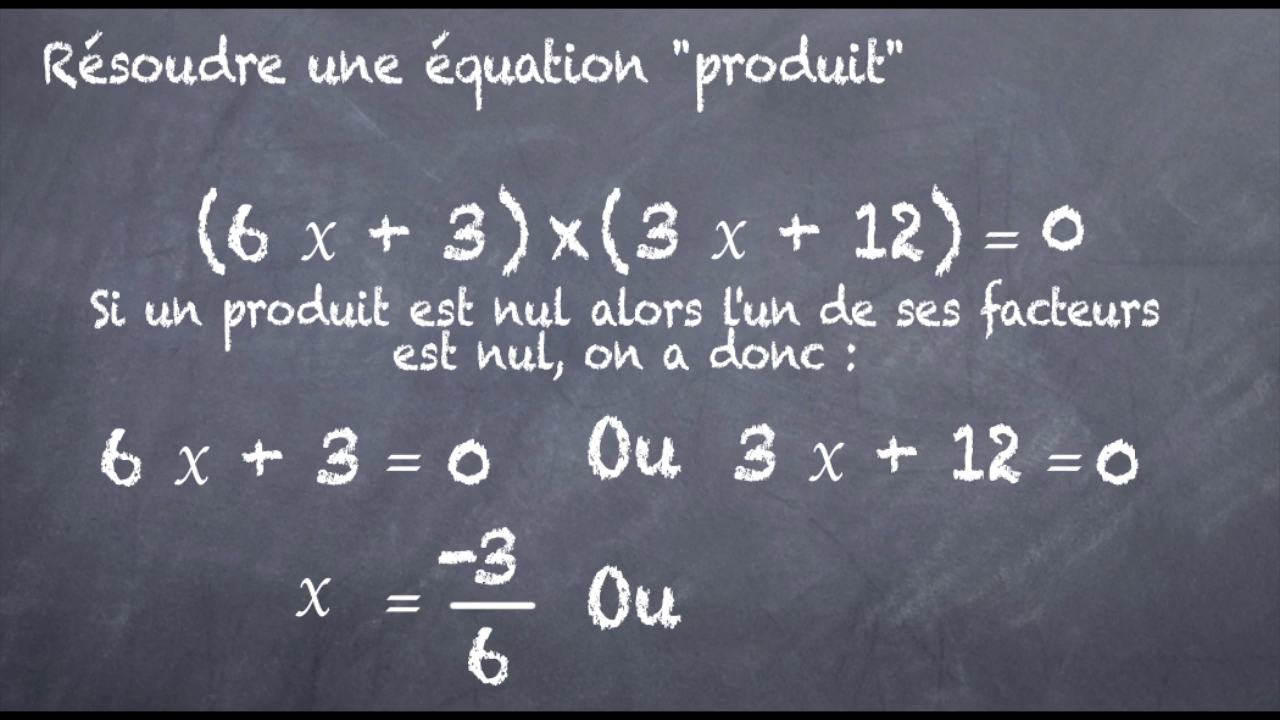 Résoudre une équation "produit"
(6 x + 3) x (3 x + 12) = 0
Si un produit est nul alors l'un de ses facteurs
est nul, on a donc :
6 x + 3 = 0 Ou 3 x + 12 = 0
x = -3/6 Ou